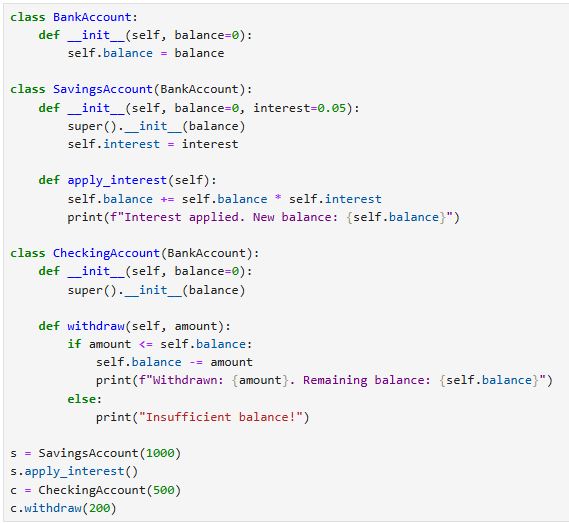 class BankAccount:
    def __init__(self, balance=0):
        self.balance = balance

class SavingsAccount(BankAccount):
    def __init__(self, balance=0, interest=0.05):
        super().__init__(balance)
        self.interest = interest

    def apply_interest(self):
        self.balance += self.balance * self.interest
        print(f"Interest applied. New balance: {self.balance}")

class CheckingAccount(BankAccount):
    def __init__(self, balance=0):
        super().__init__(balance)

    def withdraw(self, amount):
        if amount <= self.balance:
            self.balance -= amount
            print(f"Withdrawn: {amount}. Remaining balance: {self.balance}")
        else:
            print("Insufficient balance!")

s = SavingsAccount(1000)
s.apply_interest()
c = CheckingAccount(500)
c.withdraw(200)